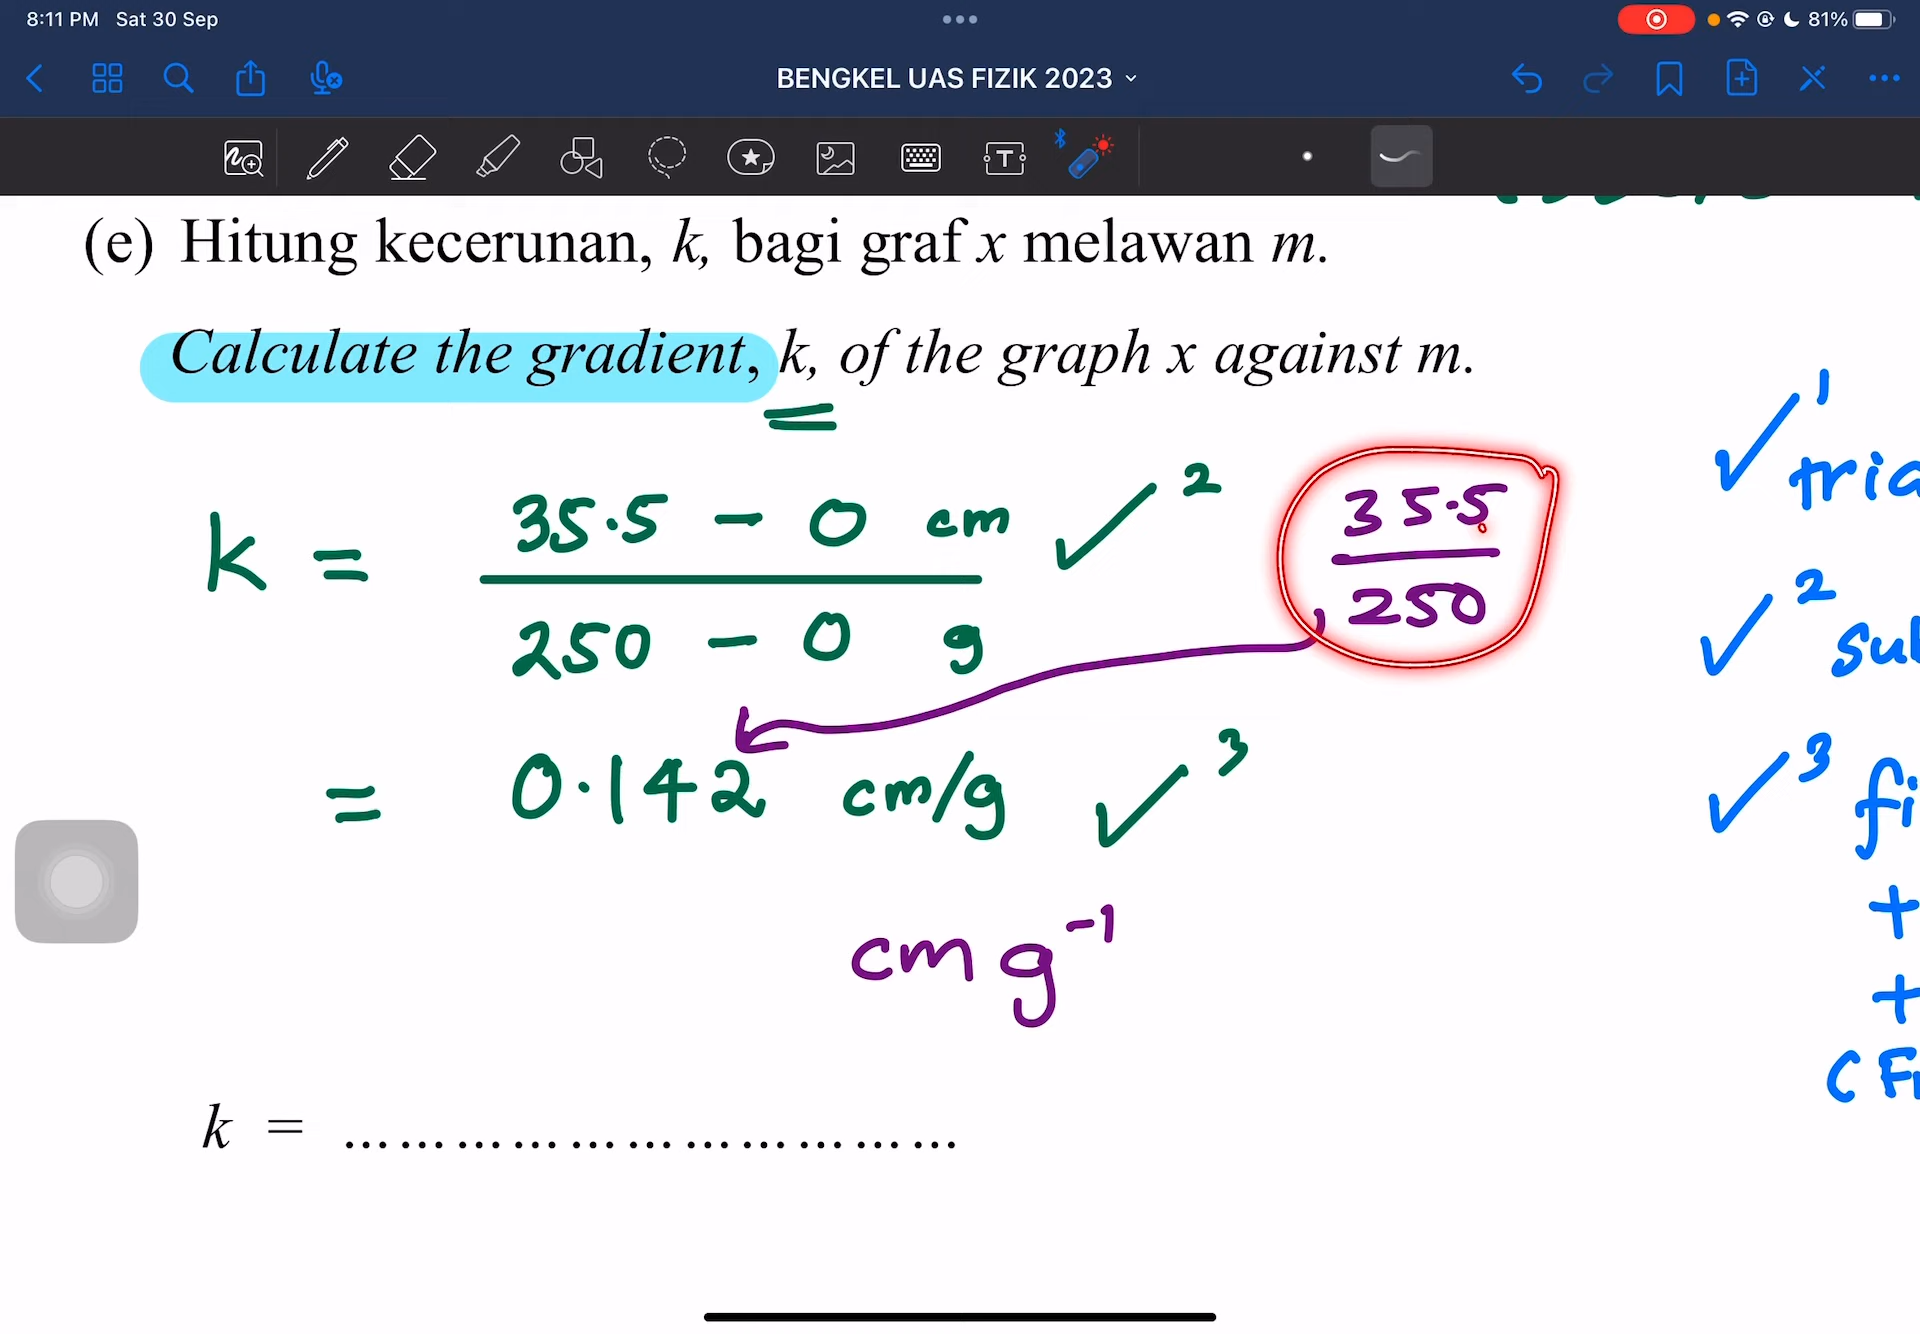 8:11 PM Sat 30 Sep
81%
BENGKEL UAS FIZIK 2023
(e) Hitung kecerunan, k, bagi graf x melawan m.
Calculate the gradient, k, of the graph x against m.
k = 35.5 - 0 cm ✓2
250 - 0 g
35.5
250
= 0.142 cm/g ✓3
cm g⁻¹
k = ……………………………
✓1
✓2
✓3
+
+